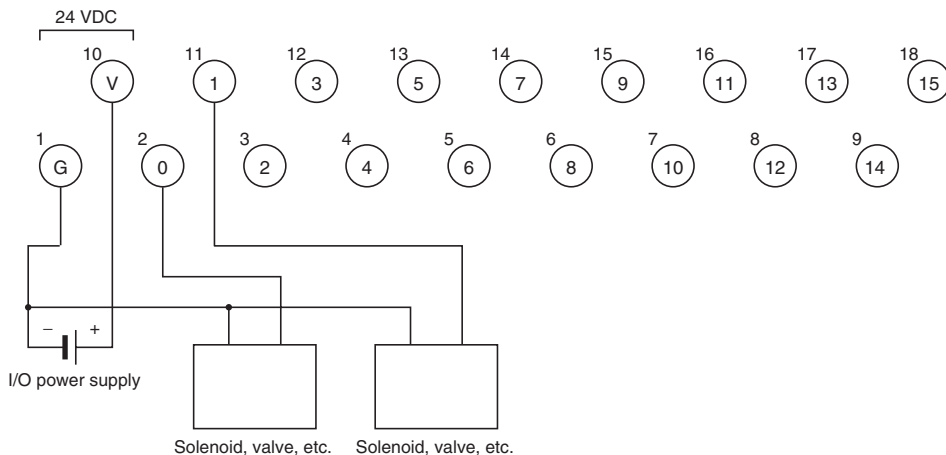 24 VDC
10 11 12 13 14 15 16 17 18
V 1 3 5 7 9 11 13 15
1 2 3 4 5 6 7 8 9
G 0 2 4 6 8 10 12 14
− +
I/O power supply
Solenoid, valve, etc. Solenoid, valve, etc.